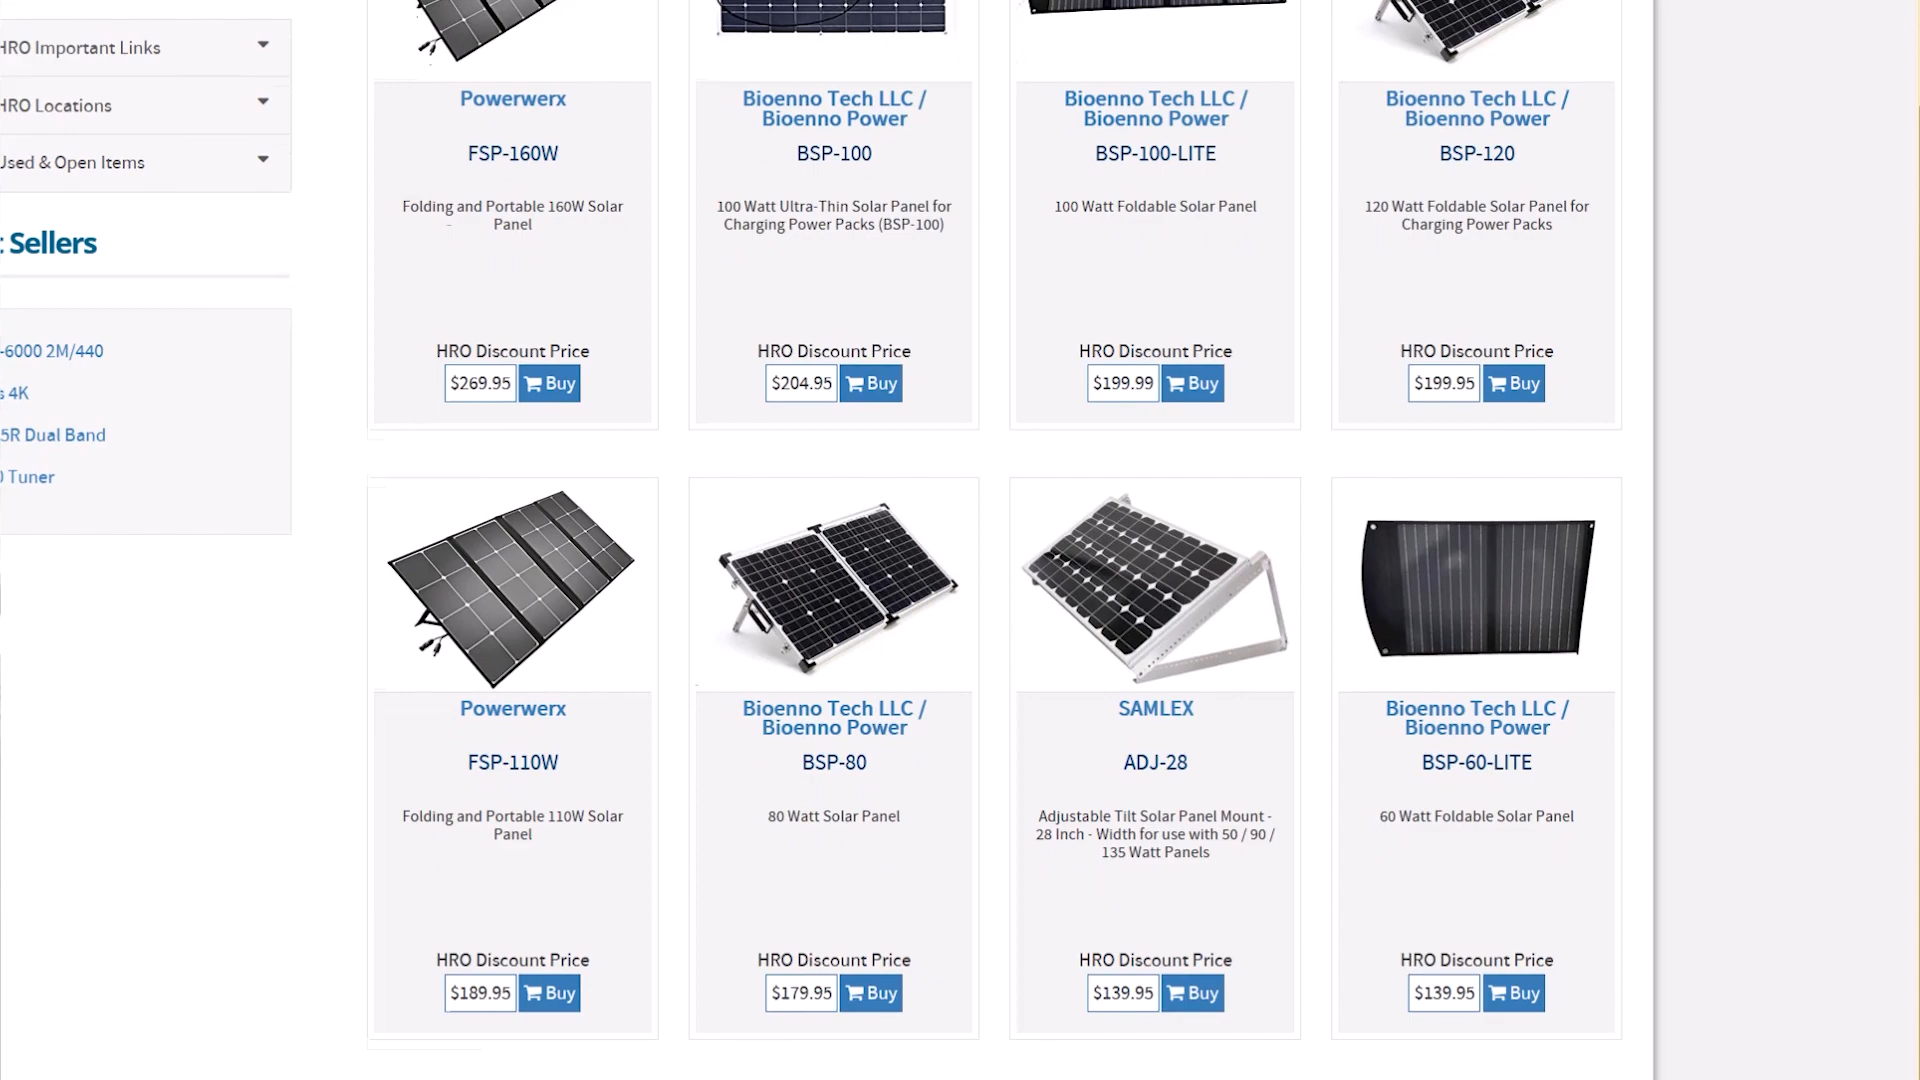 HRO Important Links
HRO Locations
Used & Open Items
Sellers
-6000 2M/440
s 4K
5R Dual Band
0 Tuner
Powerwerx
FSP-160W
Folding and Portable 160W Solar
Panel
HRO Discount Price
$269.95 Buy
Bioenno Tech LLC /
Bioenno Power
BSP-100
100 Watt Ultra-Thin Solar Panel for
Charging Power Packs (BSP-100)
HRO Discount Price
$204.95 Buy
Bioenno Tech LLC /
Bioenno Power
BSP-100-LITE
100 Watt Foldable Solar Panel
HRO Discount Price
$199.99 Buy
Bioenno Tech LLC /
Bioenno Power
BSP-120
120 Watt Foldable Solar Panel for
Charging Power Packs
HRO Discount Price
$199.95 Buy
Powerwerx
FSP-110W
Folding and Portable 110W Solar
Panel
HRO Discount Price
$189.95 Buy
Bioenno Tech LLC /
Bioenno Power
BSP-80
80 Watt Solar Panel
HRO Discount Price
$179.95 Buy
SAMLEX
ADJ-28
Adjustable Tilt Solar Panel Mount -
28 Inch - Width for use with 50 / 90 /
135 Watt Panels
HRO Discount Price
$139.95 Buy
Bioenno Tech LLC /
Bioenno Power
BSP-60-LITE
60 Watt Foldable Solar Panel
HRO Discount Price
$139.95 Buy